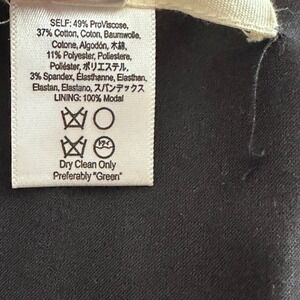 SELF: 49% ProViscose,
37% Cotton, Coton, Baumwolle,
Cotone, Algodón, 木綿,
11% Polyester, Poliestere,
Poliéster, ポリエステル,
3% Spandex, Élasthanne, Elasthan,
Elastan, Elastano, スパンデックス
LINING: 100% Modal
Dry Clean Only
Preferably "Green"